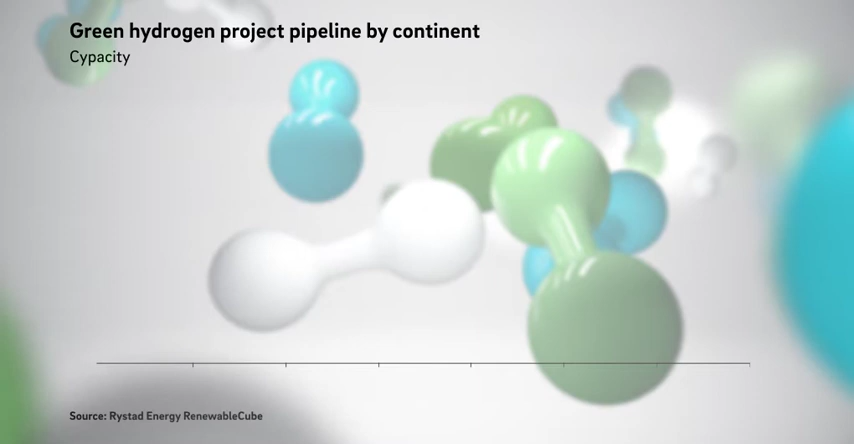 Green hydrogen project pipeline by continent
Cypacity
Source: Rystad Energy RenewableCube